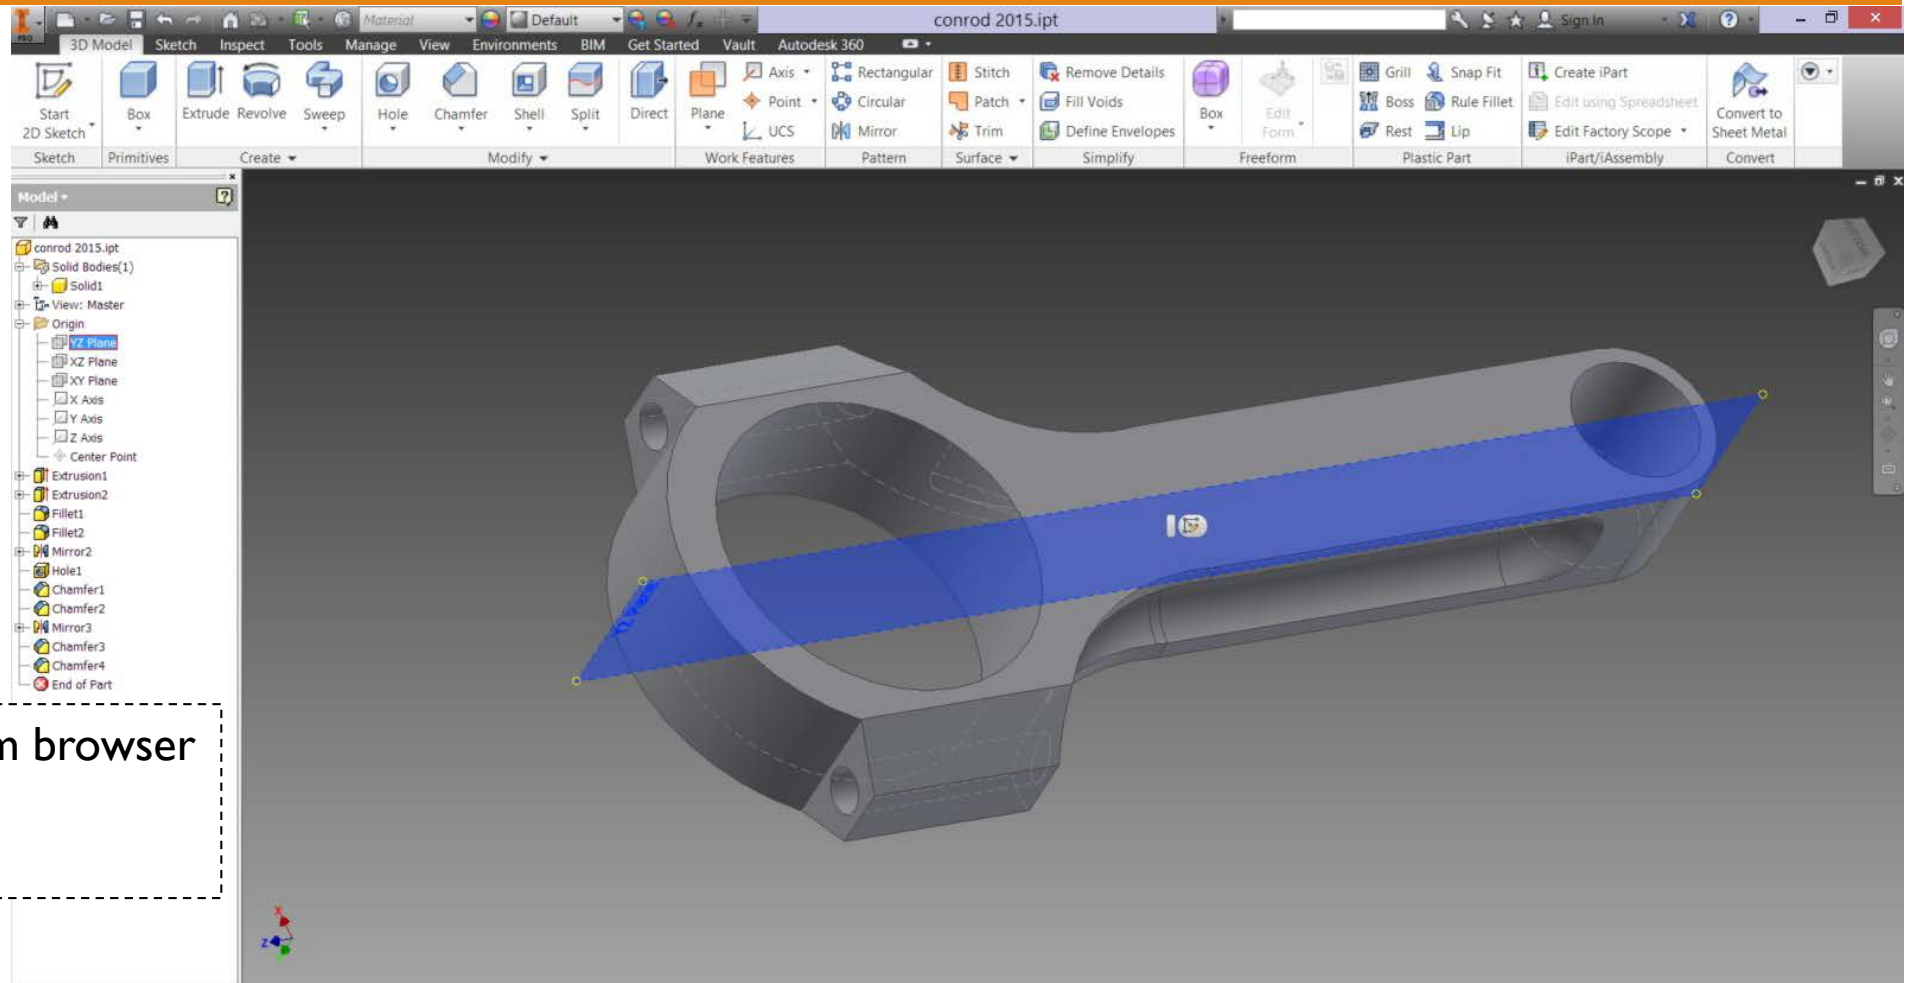 PRO
Material
Default
conrod 2015.ipt
Sign In
3D Model Sketch Inspect Tools Manage View Environments BIM Get Started Vault Autodesk 360
Start
2D Sketch
Box
Extrude Revolve Sweep
Hole Chamfer Shell Split Direct
Plane
Axis
Point
UCS
Rectangular
Circular
Mirror
Stitch
Patch
Trim
Remove Details
Fill Voids
Define Envelopes
Box
Edit
Form
Grill Snap Fit
Boss Rule Fillet
Rest Lip
Create iPart
Edit using Spreadsheet
Edit Factory Scope
Convert to
Sheet Metal
Sketch Primitives Create Modify Work Features Pattern Surface Simplify Freeform Plastic Part iPart/iAssembly Convert
Model
conrod 2015.ipt
Solid Bodies(1)
Solid1
View: Master
Origin
YZ Plane
XZ Plane
XY Plane
X Axis
Y Axis
Z Axis
Center Point
Extrusion1
Extrusion2
Fillet1
Fillet2
Mirror2
Hole1
Chamfer1
Chamfer2
Mirror3
Chamfer3
Chamfer4
End of Part
browser
X
Z